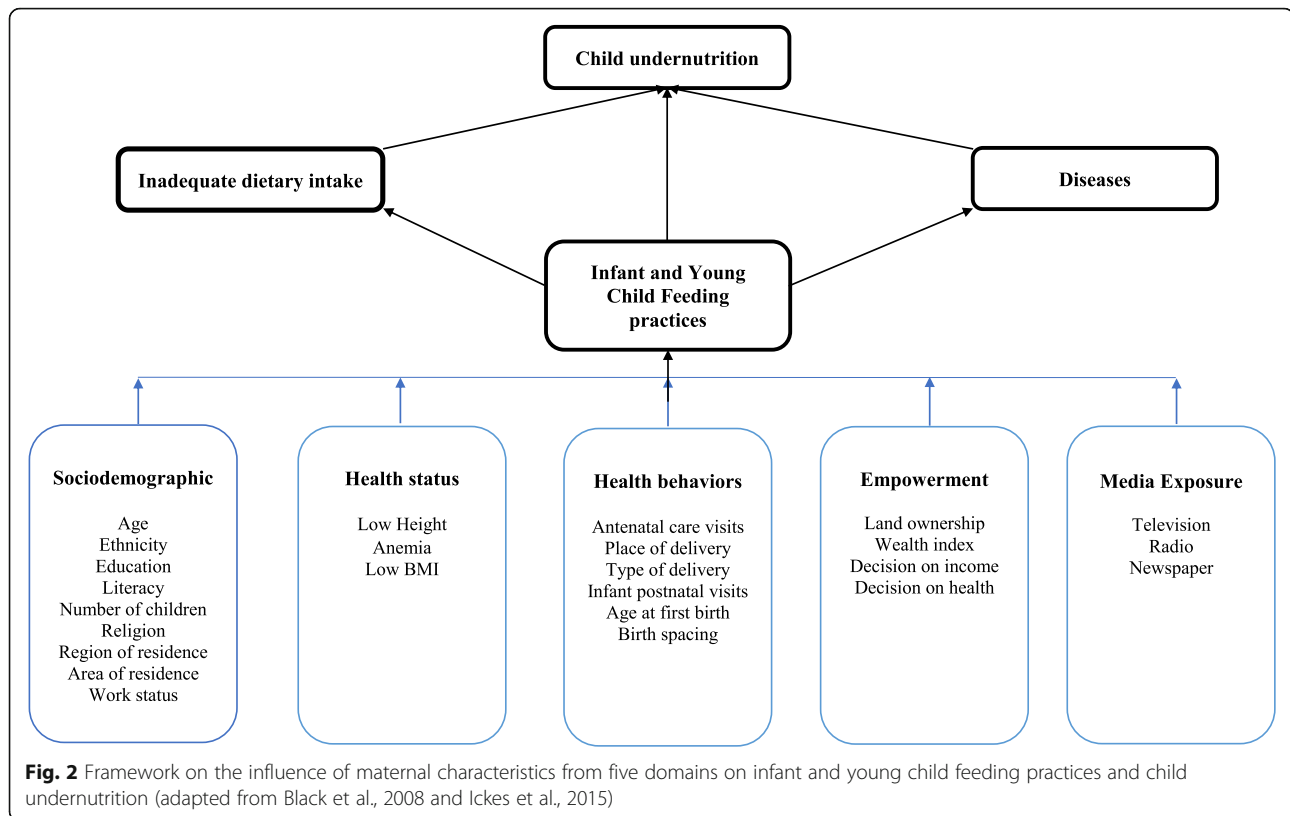 Child undernutrition
Inadequate dietary intake
Diseases
Infant and Young
Child Feeding
practices
Sociodemographic
Age
Ethnicity
Education
Literacy
Number of children
Religion
Region of residence
Area of residence
Work status
Health status
Low Height
Anemia
Low BMI
Health behaviors
Antenatal care visits
Place of delivery
Type of delivery
Infant postnatal visits
Age at first birth
Birth spacing
Empowerment
Land ownership
Wealth index
Decision on income
Decision on health
Media Exposure
Television
Radio
Newspaper
Fig. 2 Framework on the influence of maternal characteristics from five domains on infant and young child feeding practices and child
undernutrition (adapted from Black et al., 2008 and Ickes et al., 2015)